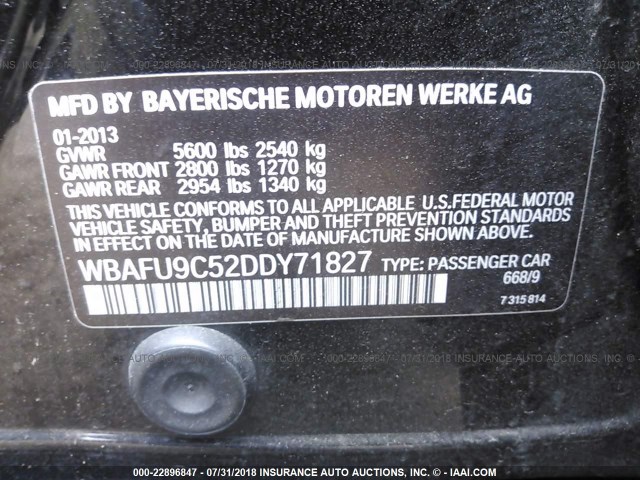 MFD BY BAYERISCHE MOTOREN WERKE AG
01-2013
GVWR 5600 lbs 2540 kg
GAWR FRONT 2800 lbs 1270 kg
GAWR REAR 2954 lbs 1340 kg
THIS VEHICLE CONFORMS TO ALL APPLICABLE U.S.FEDERAL MOTOR
VEHICLE SAFETY, BUMPER AND THEFT PREVENTION STANDARDS
IN EFFECT ON THE DATE OF MANUFACTURE SHOWN ABOVE.
WBAFU9C52DDY71827 TYPE: PASSENGER CAR
668/9
7 315 814
000-22896847 - 07/31/2018 INSURANCE AUTO AUCTIONS, INC. - © - IAAI.COM